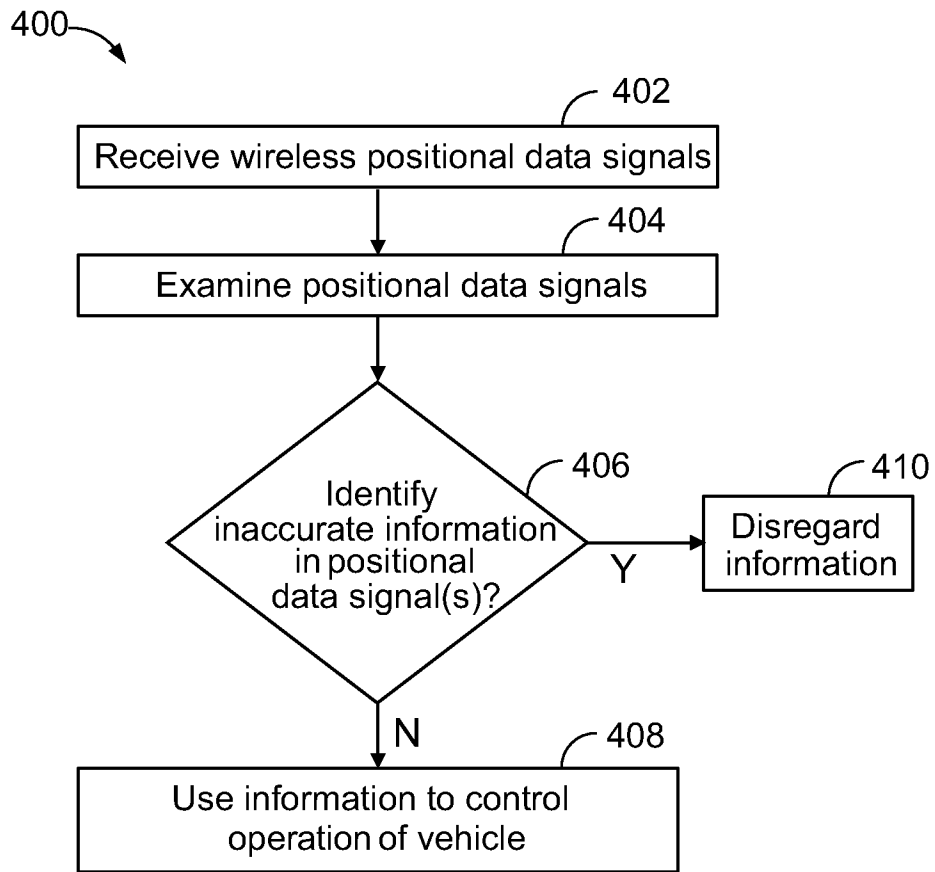 400
402
Receive wireless positional data signals
404
Examine positional data signals
406
Identify
inaccurate information
in positional
data signal(s)?
Y
410
Disregard
information
N
408
Use information to control
operation of vehicle